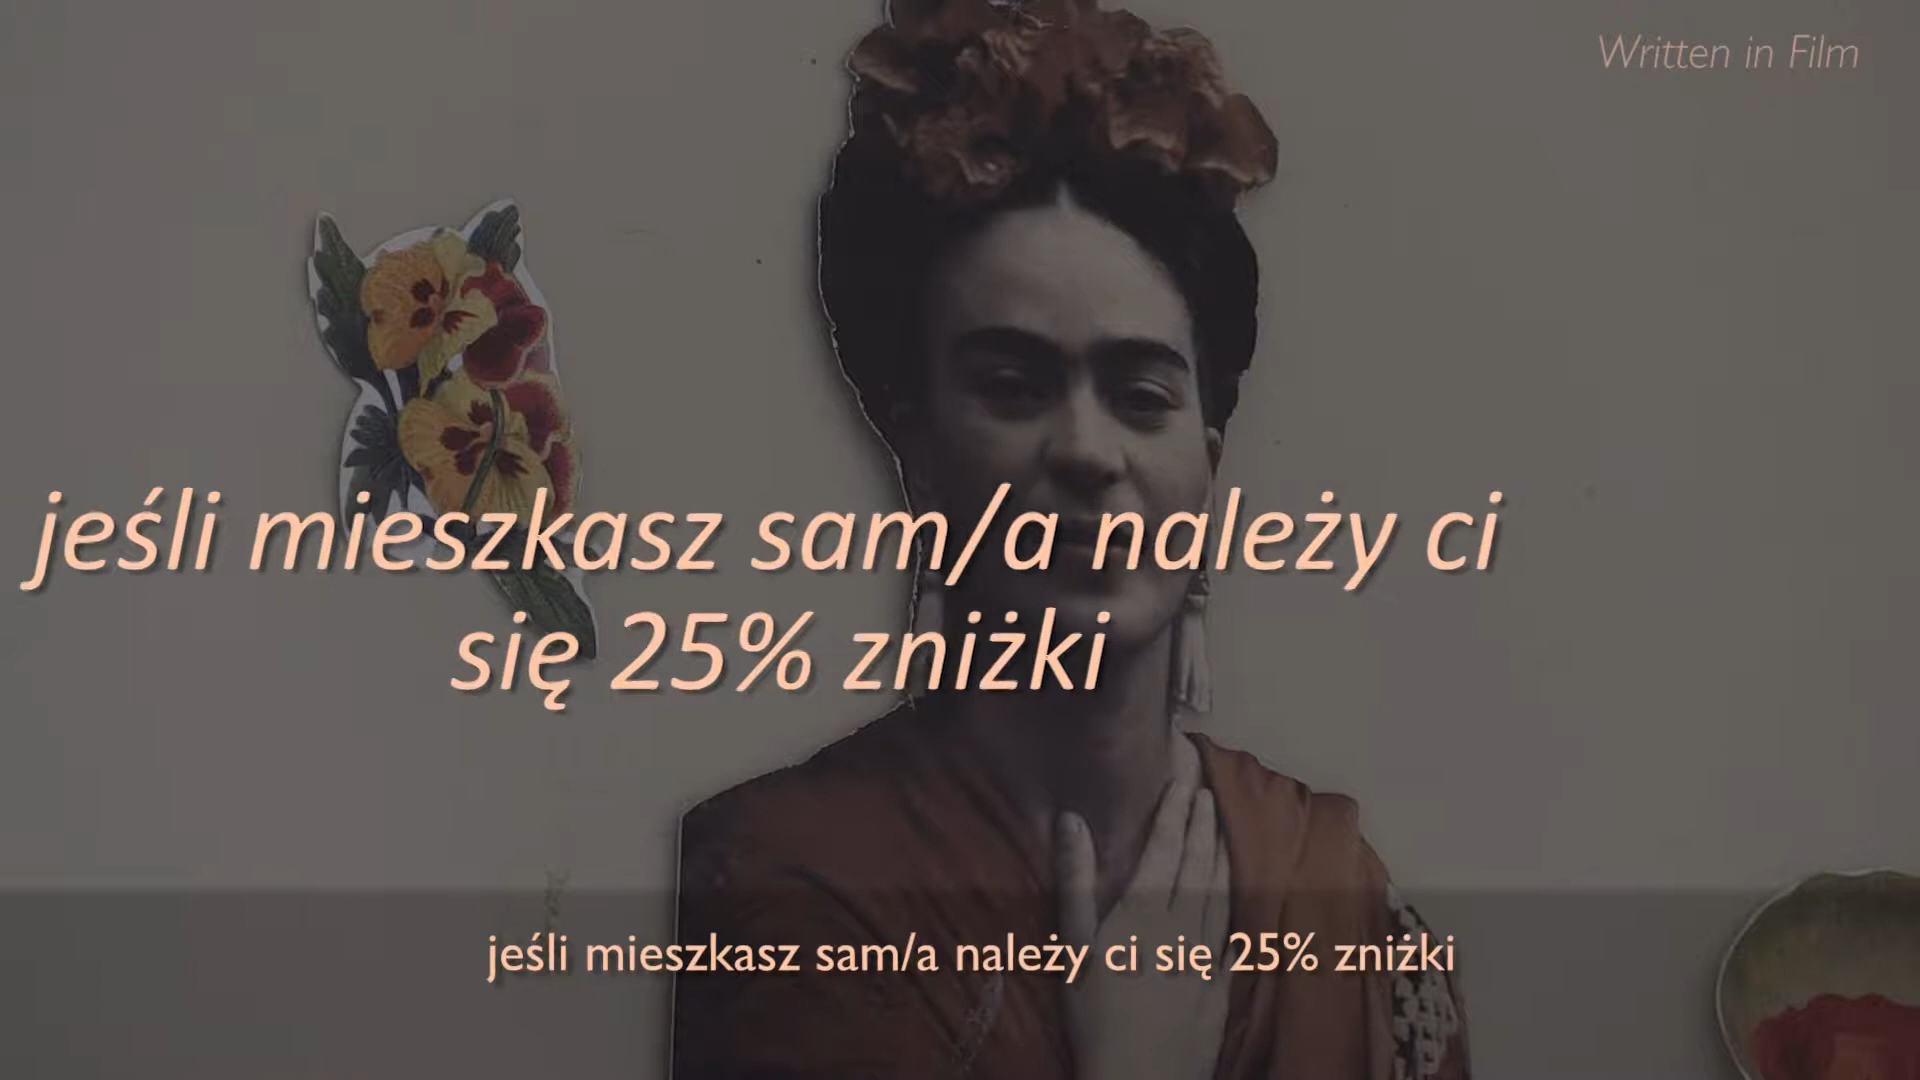 Written in Film
jeśli mieszkasz sam/a należy ci
się 25% zniżki
jeśli mieszkasz sam/a należy ci się 25% zniżki